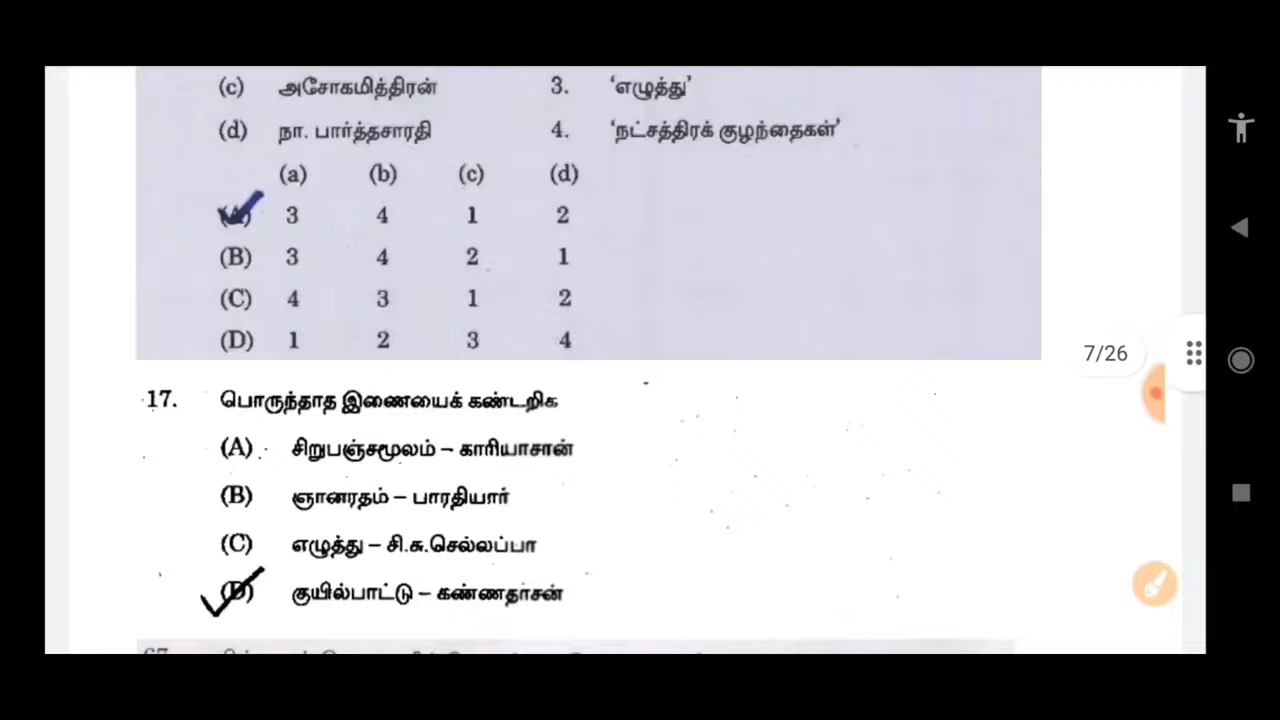 (c) அசோகமித்திரன் 3. 'எழுத்து'
(d) நா. பார்த்தசாரதி 4. 'நட்சத்திரக் குழந்தைகள்'
(a) (b) (c) (d)
(A) 3 4 1 2
(B) 3 4 2 1
(C) 4 3 1 2
(D) 1 2 3 4
7/26
17. பொருந்தாத இணையைக் கண்டறிக
(A) சிறுபஞ்சமூலம் – காரியாசான்
(B) ஞானரதம் – பாரதியார்
(C) எழுத்து – சி.சு.செல்லப்பா
(D) குயில்பாட்டு – கண்ணதாசன்